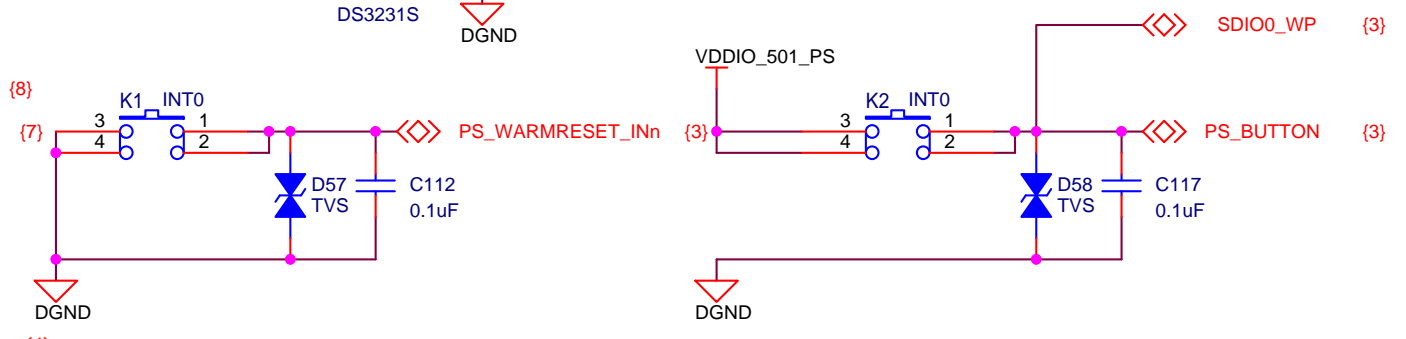 DS3231S
DGND
SDIO0_WP {3}
VDDIO_501_PS
{8}
K1 INT0
K2 INT0
{7} 3 1 PS_WARMRESET_INn {3} 3 1 PS_BUTTON {3}
4 2 4 2
D57 C112 D58 C117
TVS 0.1uF TVS 0.1uF
DGND DGND